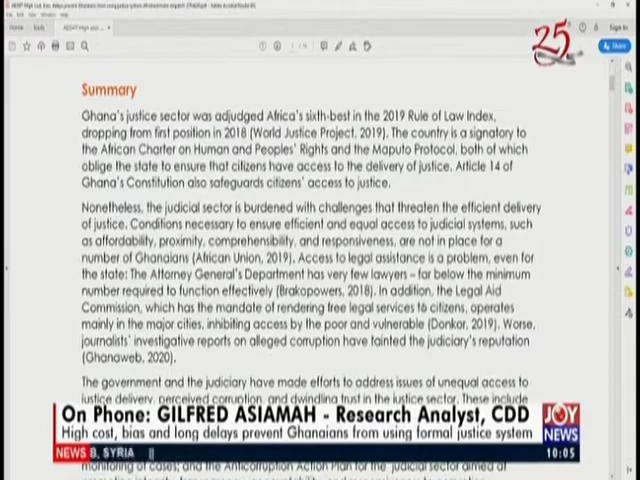 Home Tools
25
Share
Summary
Ghana's justice sector was adjudged Africa's sixth-best in the 2019 Rule of Law Index,
dropping from first position in 2018 (World Justice Project, 2019). The country is a signatory to
the African Charter on Human and Peoples' Rights and the Maputo Protocol, both of which
oblige the state to ensure that citizens have access to the delivery of justice. Article 14 of
Ghana's Constitution also safeguards citizens' access to justice.
Nonetheless, the judicial sector is burdened with challenges that threaten the efficient delivery
of justice. Conditions necessary to ensure efficient and equal access to judicial systems, such
as affordability, proximity, comprehensibility, and responsiveness, are not in place for a
number of Ghanaians (African Union, 2019). Access to legal assistance is a problem, even for
the state: The Attorney General's Department has very few lawyers – far below the minimum
number required to function effectively (Brakopowers, 2018). In addition, the Legal Aid
Commission, which has the mandate of rendering free legal services to citizens, operates
mainly in the major cities, inhibiting access by the poor and vulnerable (Donkor, 2019). Worse,
journalists' investigative reports on alleged corruption have tainted the judiciary's reputation
(Ghanaweb, 2020).
The government and the judiciary have made efforts to address issues of unequal access to
justice delivery, perceived corruption, and dwindling trust in the justice sector. These include
On Phone: GILFRED ASIAMAH - Research Analyst, CDD
High cost, bias and long delays prevent Ghanaians from using formal justice system
JOY
NEWS
NEWS B, SYRIA ||
10:05
monitoring of cases; and the Anticorruption Action Plan for the judicial sector aimed at